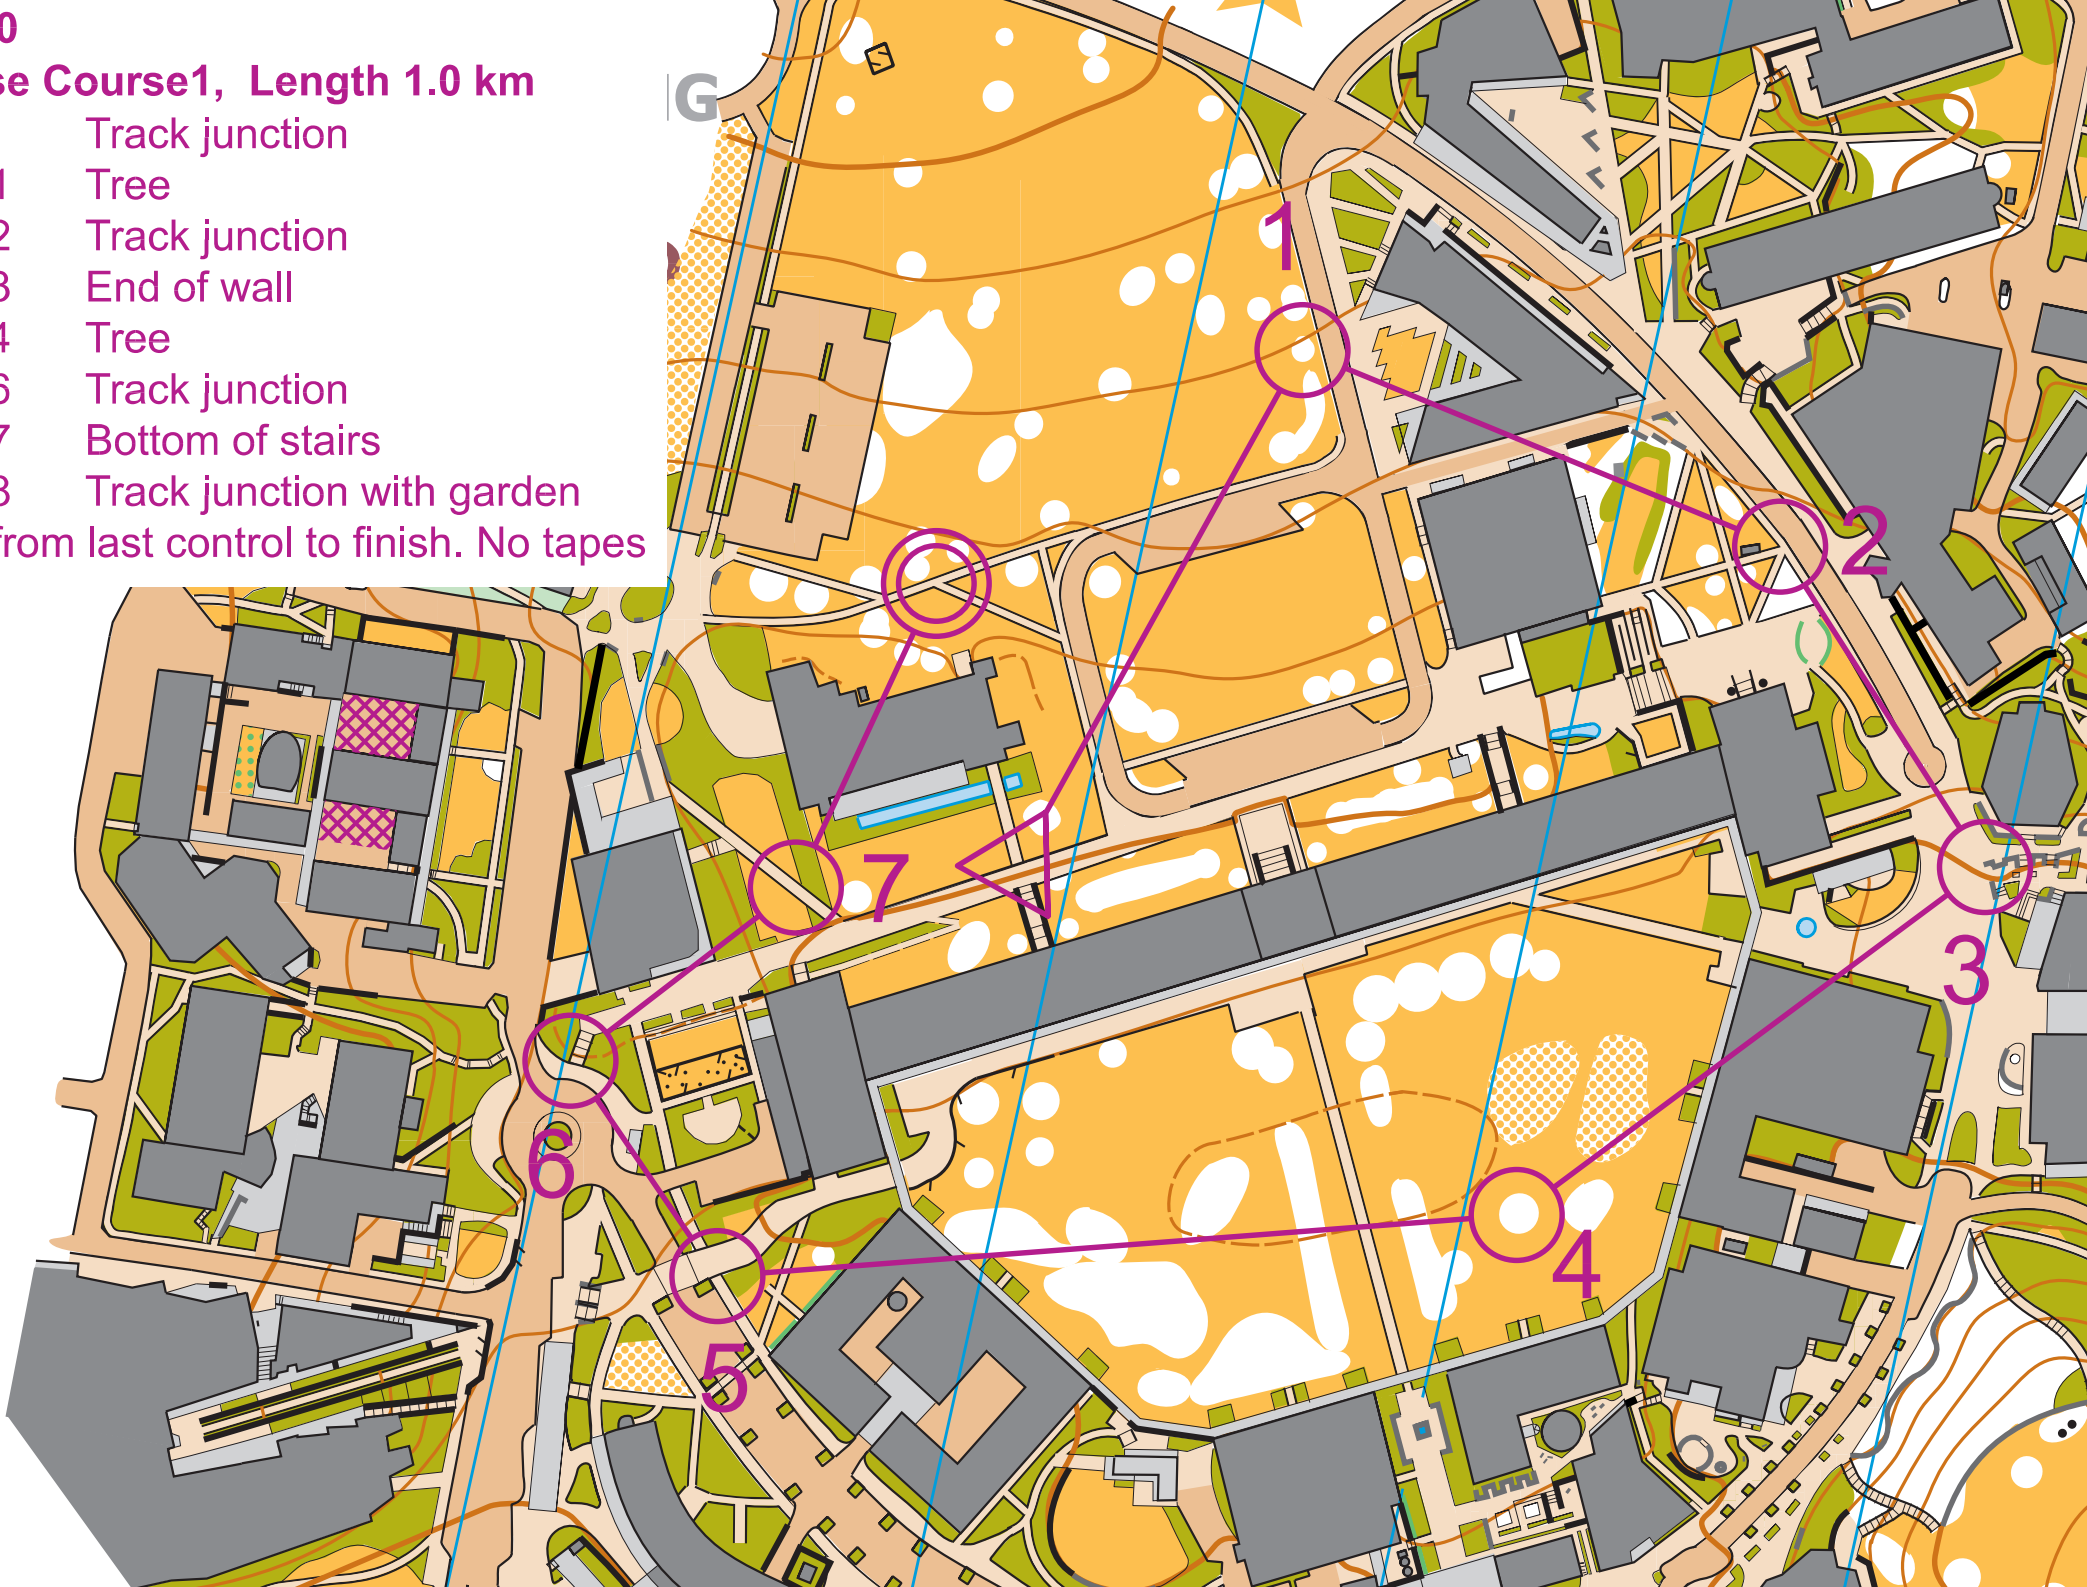 0
se Course1, Length 1.0 km
Track junction
1 Tree
2 Track junction
3 End of wall
4 Tree
6 Track junction
7 Bottom of stairs
8 Track junction with garden
from last control to finish. No tapes
G
1
2
3
4
5
6
7